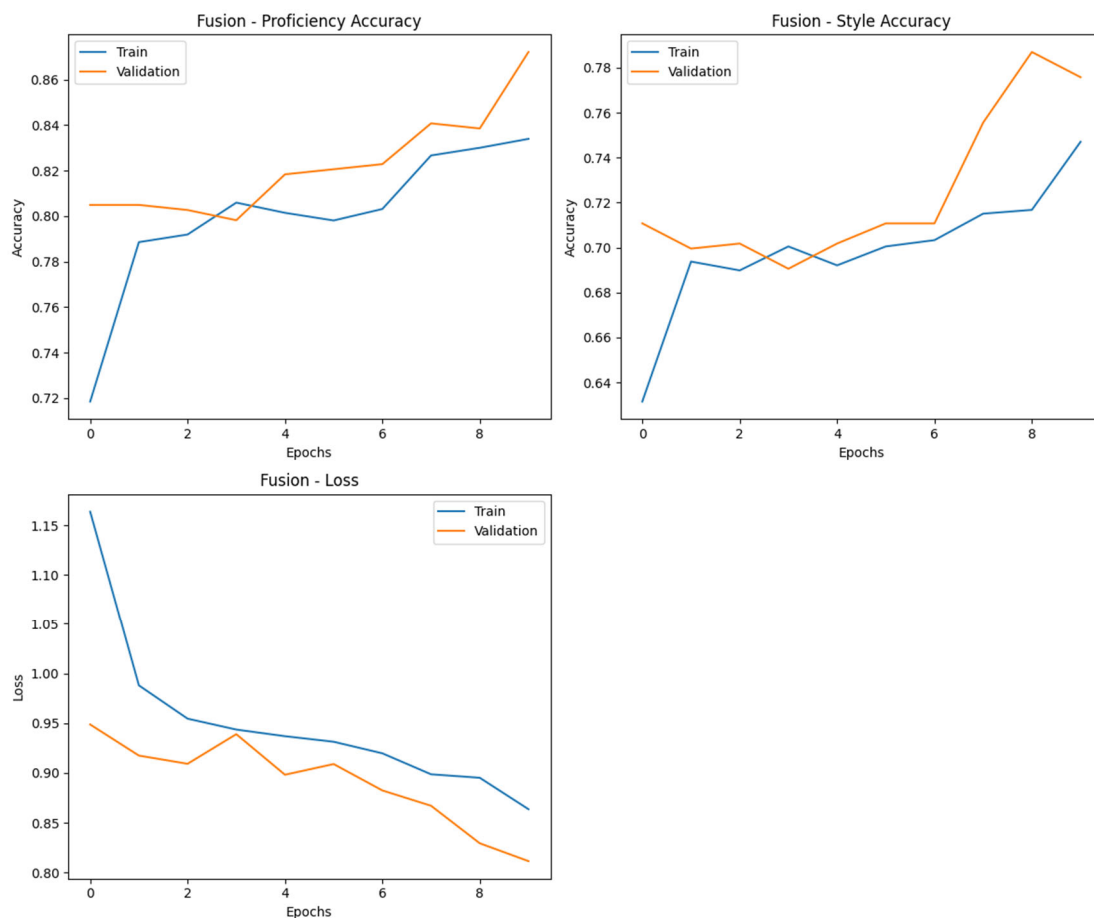 Fusion - Proficiency Accuracy
Train
Validation
0.86
0.84
0.82
0.80
0.78
0.76
0.74
0.72
Accuracy
0 2 4 6 8
Epochs
Fusion - Style Accuracy
Train
Validation
0.78
0.76
0.74
0.72
0.70
0.68
0.66
0.64
Accuracy
0 2 4 6 8
Epochs
Fusion - Loss
Train
Validation
1.15
1.10
1.05
1.00
0.95
0.90
0.85
0.80
Loss
0 2 4 6 8
Epochs